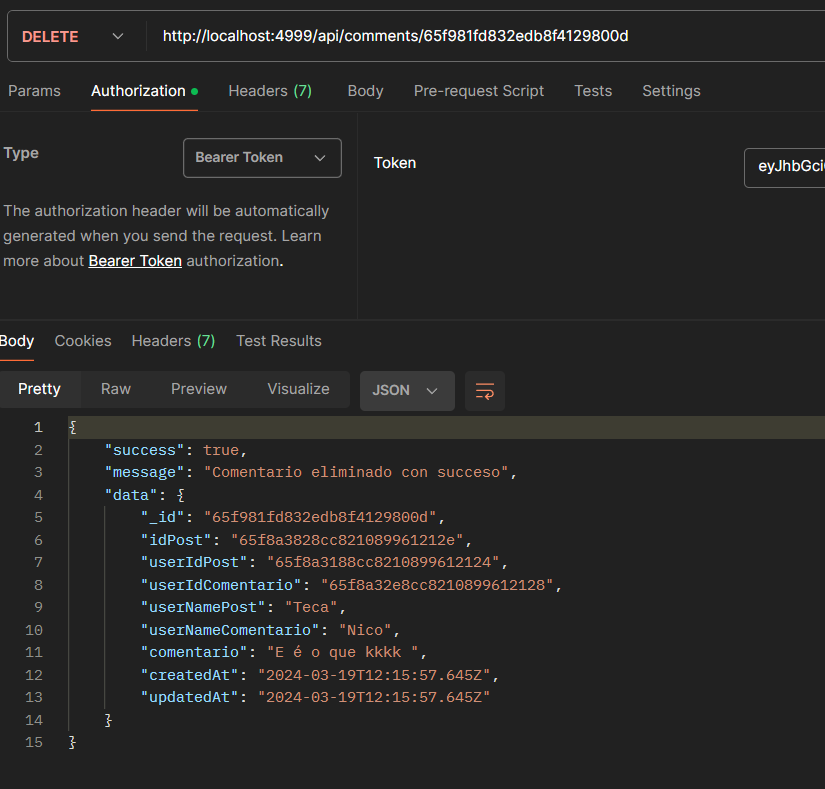 DELETE http://localhost:4999/api/comments/65f981fd832edb8f4129800d
Params Authorization Headers (7) Body Pre-request Script Tests Settings
Type Bearer Token
The authorization header will be automatically
generated when you send the request. Learn
more about Bearer Token authorization.
Token eyJhbGci
Body Cookies Headers (7) Test Results
Pretty Raw Preview Visualize JSON
1 {
2 "success": true,
3 "message": "Comentario eliminado con succeso",
4 "data": {
5 "_id": "65f981fd832edb8f4129800d",
6 "idPost": "65f8a3828cc821089961212e",
7 "userIdPost": "65f8a3188cc8210899612124",
8 "userIdComentario": "65f8a32e8cc8210899612128",
9 "userNamePost": "Teca",
10 "userNameComentario": "Nico",
11 "comentario": "E é o que kkkk ",
12 "createdAt": "2024-03-19T12:15:57.645Z",
13 "updatedAt": "2024-03-19T12:15:57.645Z"
14 }
15 }